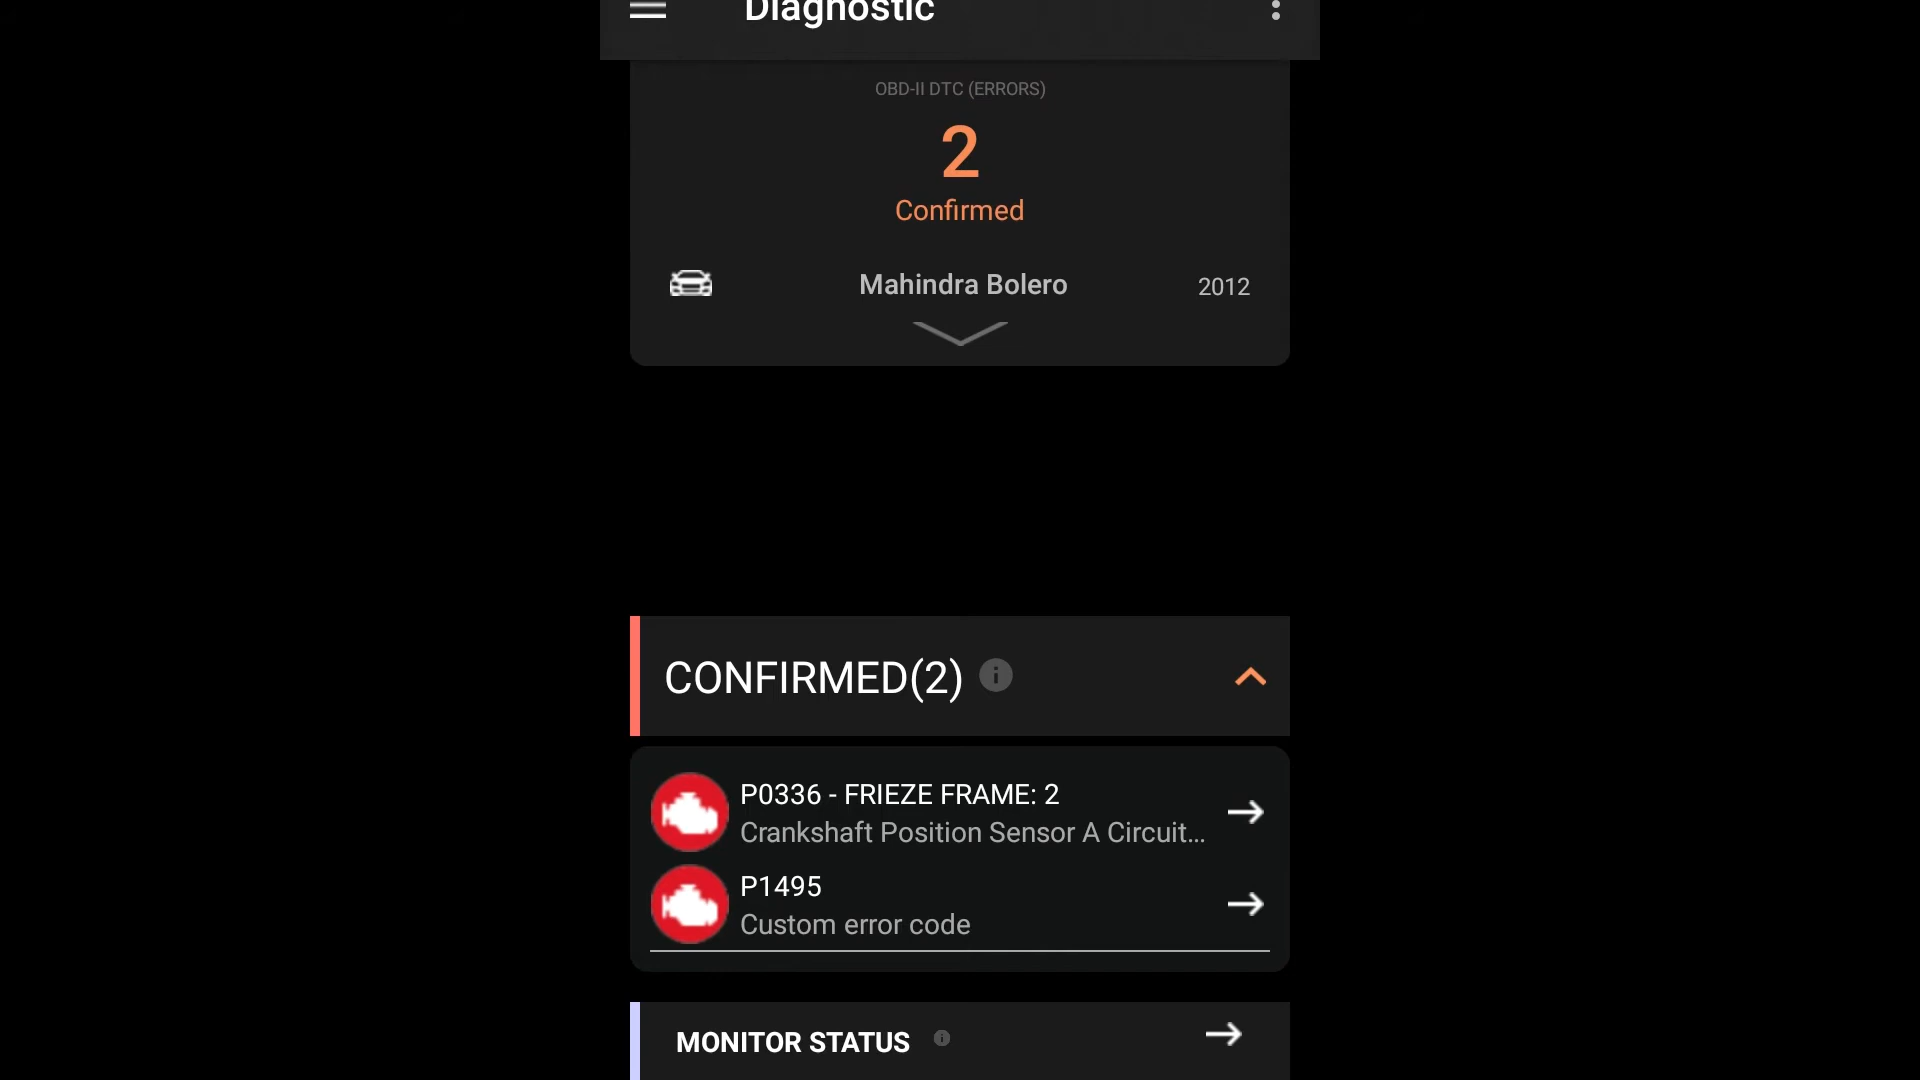 Diagnostic
OBD-II DTC (ERRORS)
2
Confirmed
Mahindra Bolero 2012
CONFIRMED(2)
P0336 - FRIEZE FRAME: 2
Crankshaft Position Sensor A Circuit...
P1495
Custom error code
MONITOR STATUS